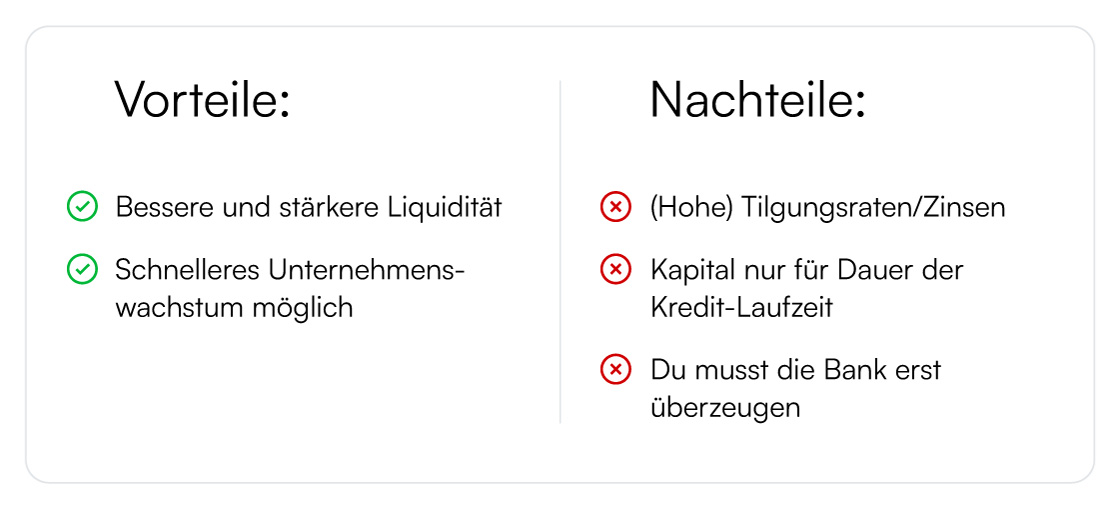 Vorteile:
Bessere und stärkere Liquidität
Schnelleres Unternehmens-
wachstum möglich
Nachteile:
(Hohe) Tilgungsraten/Zinsen
Kapital nur für Dauer der
Kredit-Laufzeit
Du musst die Bank erst
überzeugen